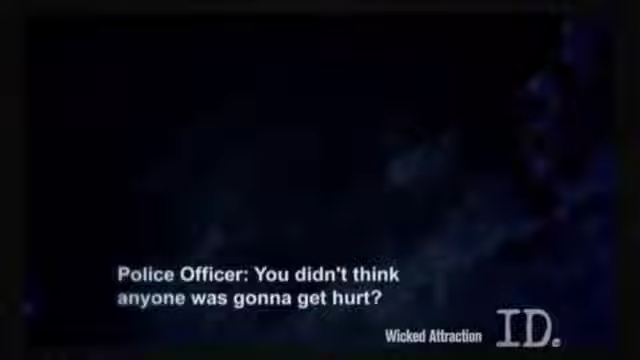 Police Officer: You didn't think
anyone was gonna get hurt?
Wicked Attraction ID.